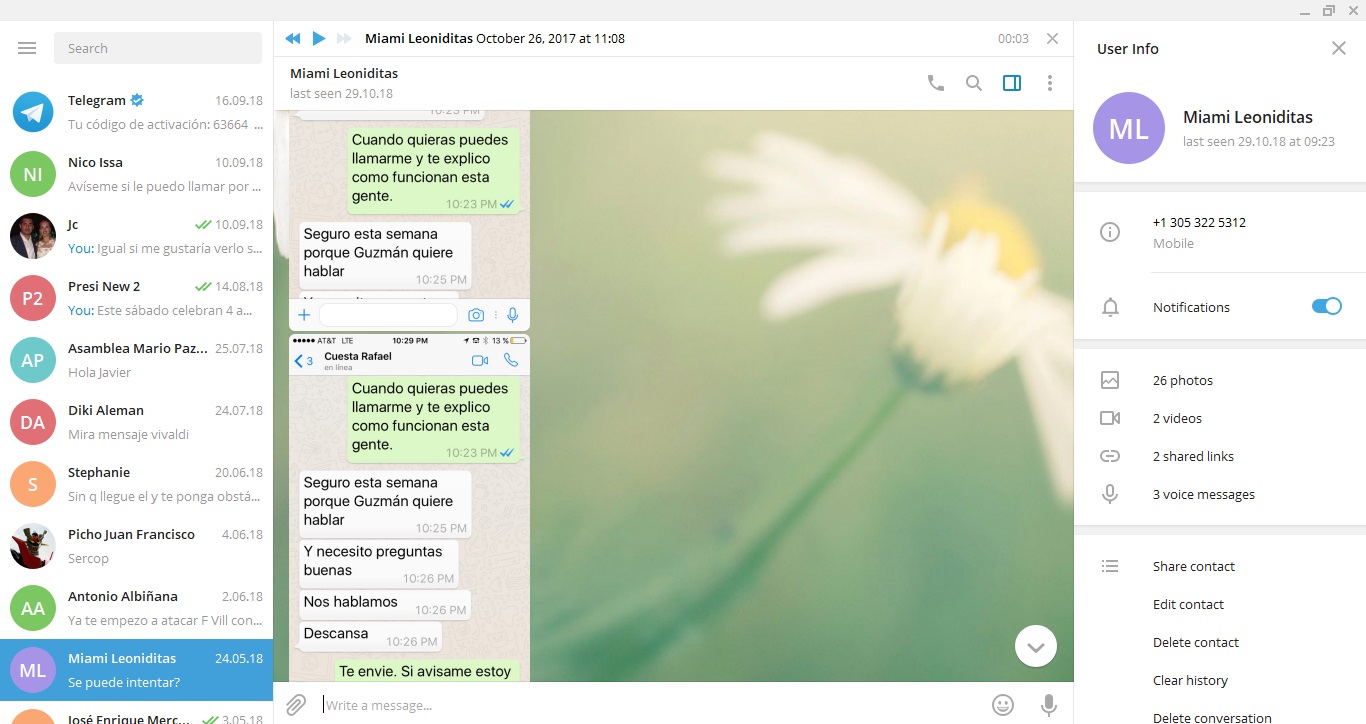 Search
Telegram 16.09.18
Tu código de activación: 63664 ...
NI
Nico Issa 10.09.18
Avíseme si le puedo llamar por ...
Jc 10.09.18
You: Igual si me gustaría verlo s...
P2
Presi New 2 14.08.18
You: Este sábado celebran 4 a...
AP
Asamblea Mario Paz... 25.07.18
Hola Javier
DA
Diki Aleman 24.07.18
Mira mensaje vivaldi
S
Stephanie 20.06.18
Sin q llegue el y te ponga obstá...
Picho Juan Francisco 4.06.18
Sercop
AA
Antonio Albiñana 2.06.18
Ya te empezo a atacar F Vill con...
ML
Miami Leoniditas 24.05.18
Se puede intentar?
José Enrique Merc... 3.05.18
Miami Leoniditas October 26, 2017 at 11:08 00:03
Miami Leoniditas
last seen 29.10.18
10:23 PM
Cuando quieras puedes
llamarme y te explico
como funcionan esta
gente.
10:23 PM
Seguro esta semana
porque Guzmán quiere
hablar
10:25 PM
AT&T LTE 10:29 PM 13 %
3 Cuesta Rafael
en línea
Cuando quieras puedes
llamarme y te explico
como funcionan esta
gente.
10:23 PM
Seguro esta semana
porque Guzmán quiere
hablar
10:25 PM
Y necesito preguntas
buenas
10:26 PM
Nos hablamos 10:26 PM
Descansa 10:26 PM
Te envie. Si avisame estoy
Write a message...
User Info
ML
Miami Leoniditas
last seen 29.10.18 at 09:23
+1 305 322 5312
Mobile
Notifications
26 photos
2 videos
2 shared links
3 voice messages
Share contact
Edit contact
Delete contact
Clear history
Delete conversation